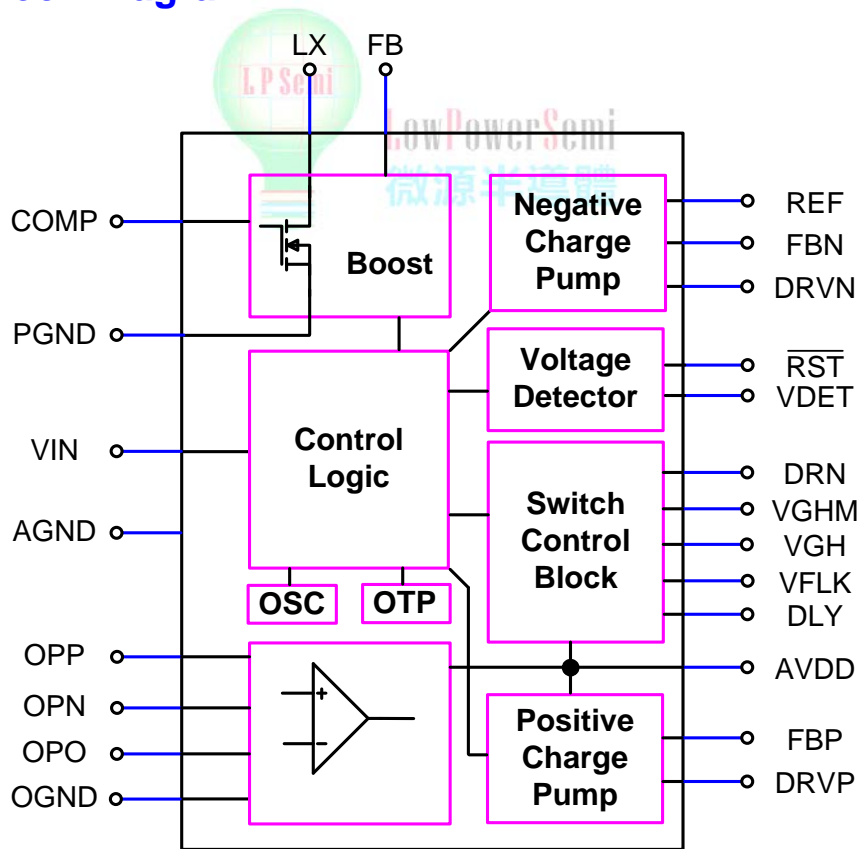 LX
FB
L P Semi
LowPowerSemi
微源半導體
COMP
PGND
VIN
AGND
OPP
OPN
OPO
OGND
Boost
Control
Logic
OSC
OTP
+
−
Negative
Charge
Pump
Voltage
Detector
Switch
Control
Block
Positive
Charge
Pump
REF
FBN
DRVN
RST
VDET
DRN
VGHM
VGH
VFLK
DLY
AVDD
FBP
DRVP